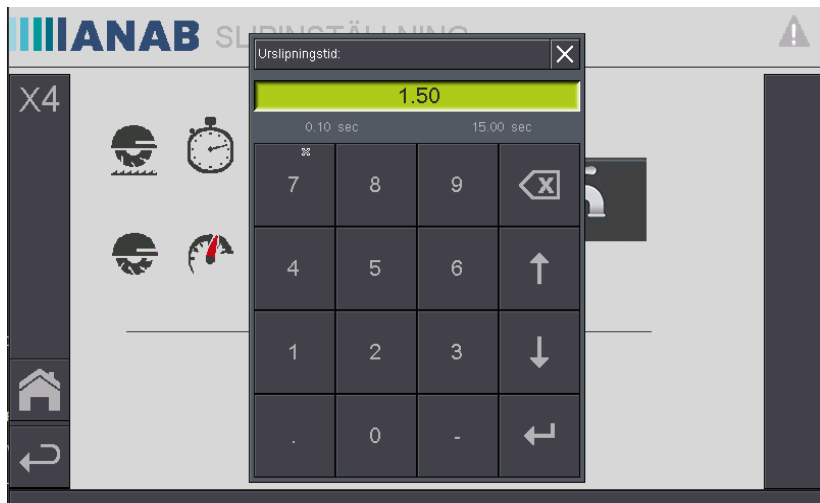 ANAB SLIPINSTÄLLNING
Urslipningstid:
X4
1.50
0.10 sec 15.00 sec
7 8 9
4 5 6
1 2 3
. 0 -